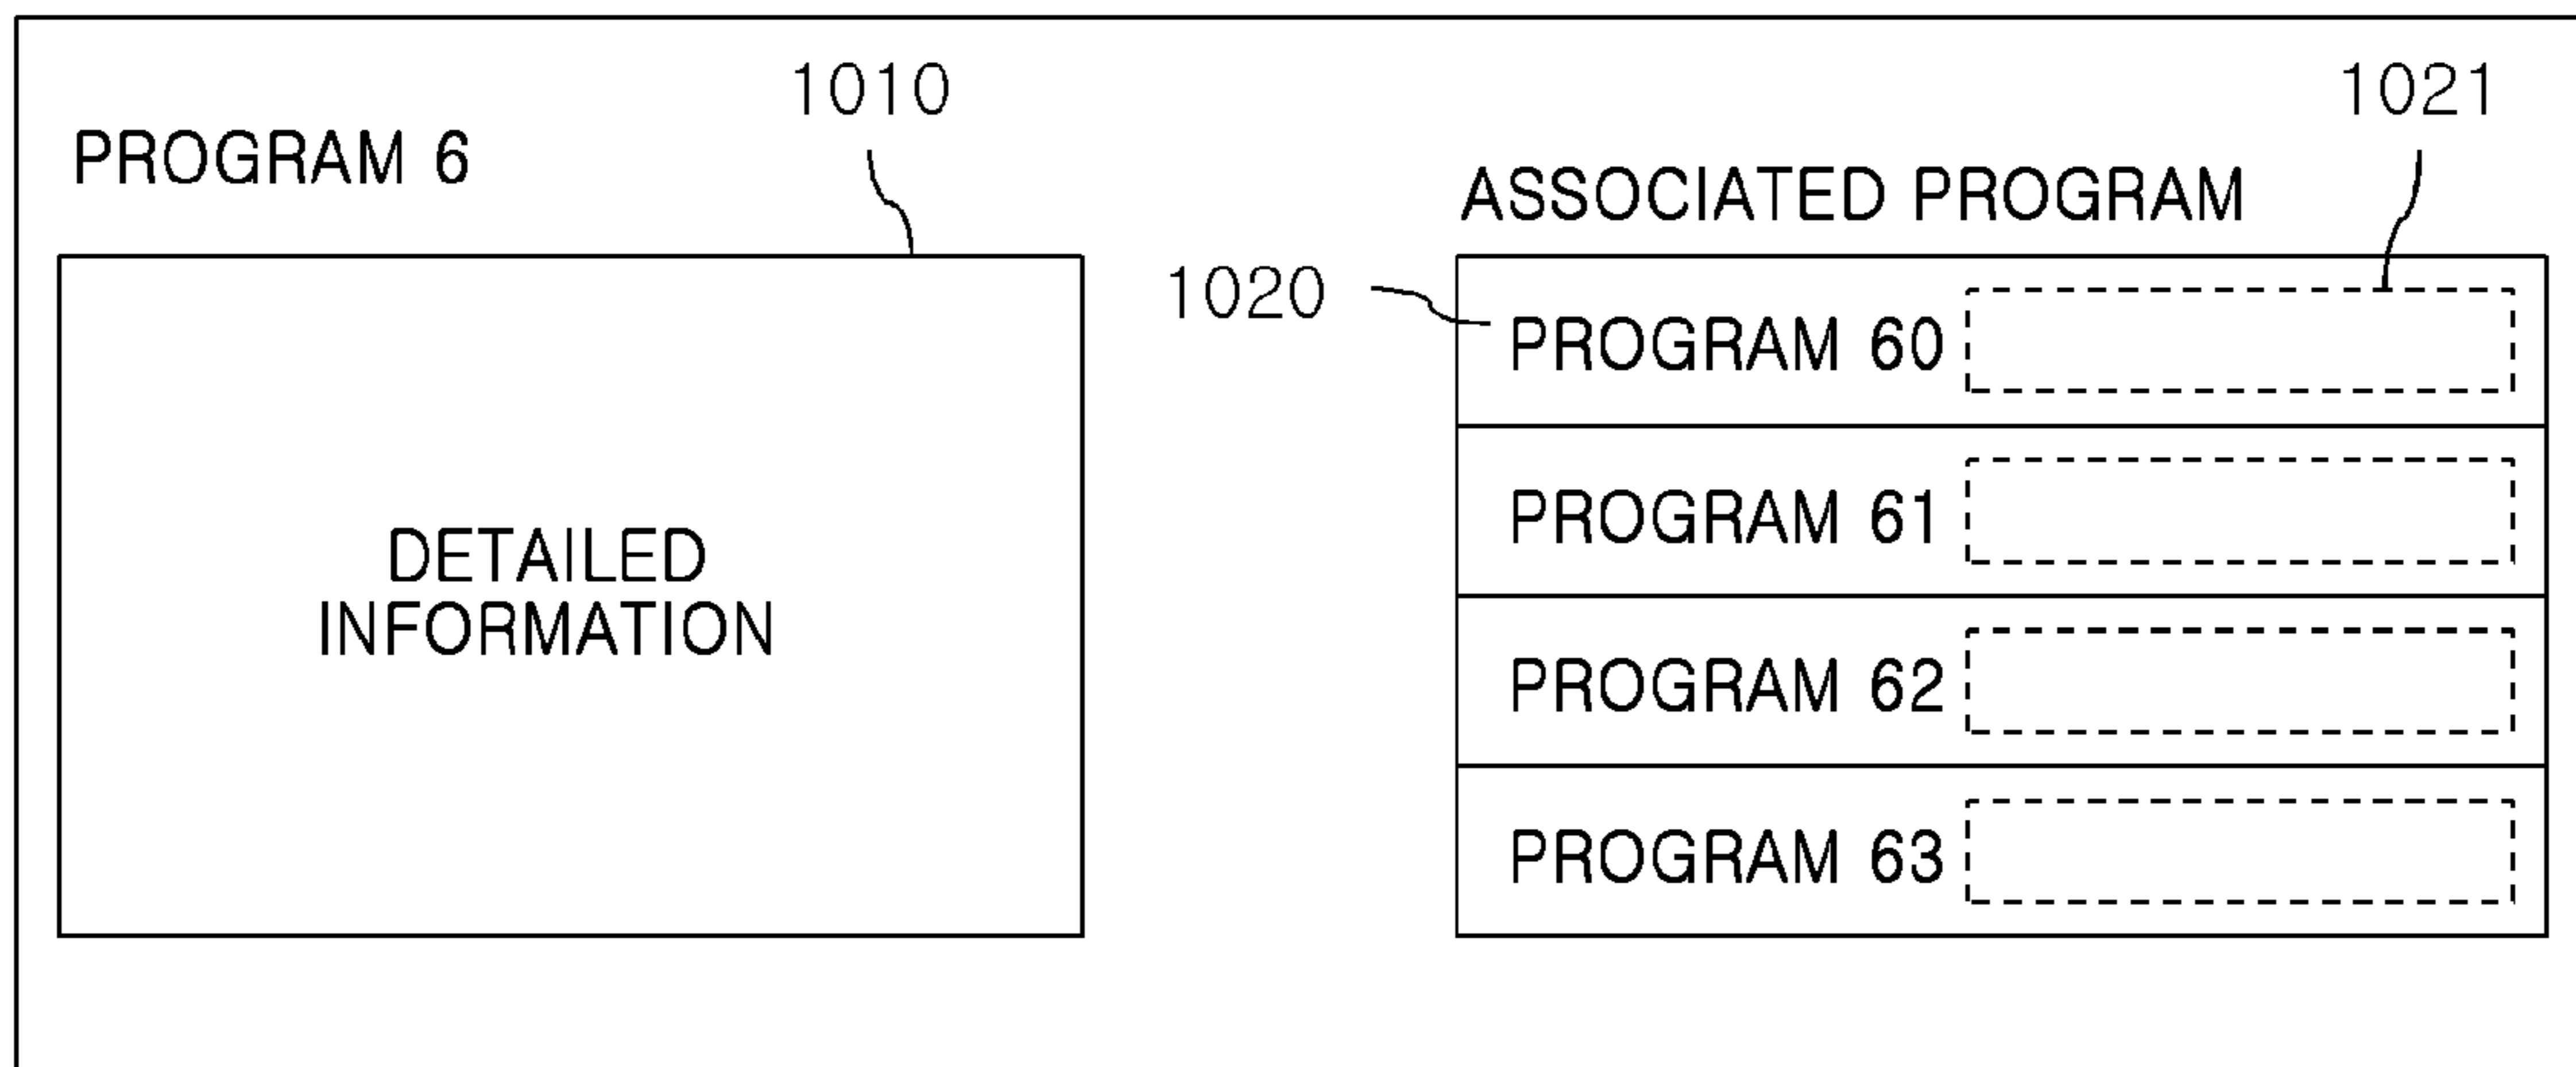 1010
1021
PROGRAM 6
ASSOCIATED PROGRAM
1020
PROGRAM 60
PROGRAM 61
DETAILED
INFORMATION
PROGRAM 62
PROGRAM 63